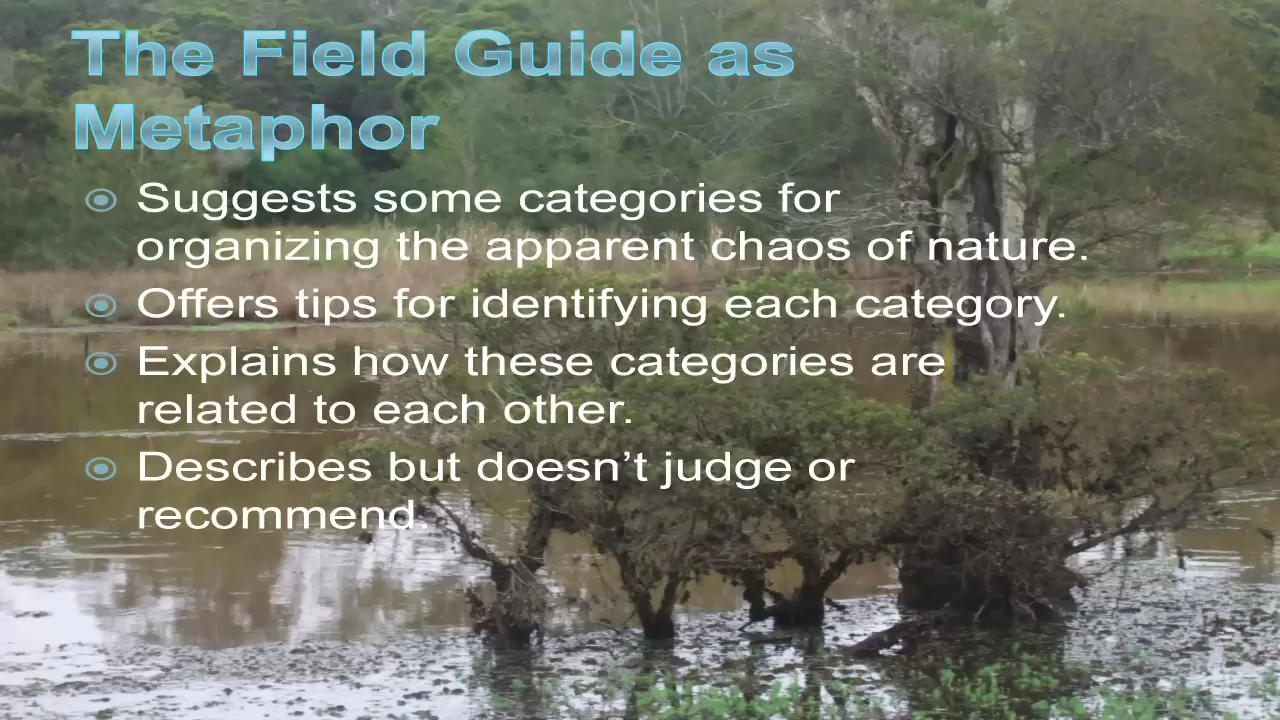 The Field Guide as
Metaphor
Suggests some categories for
organizing the apparent chaos of nature.
Offers tips for identifying each category.
Explains how these categories are
related to each other.
Describes but doesn’t judge or
recommend.